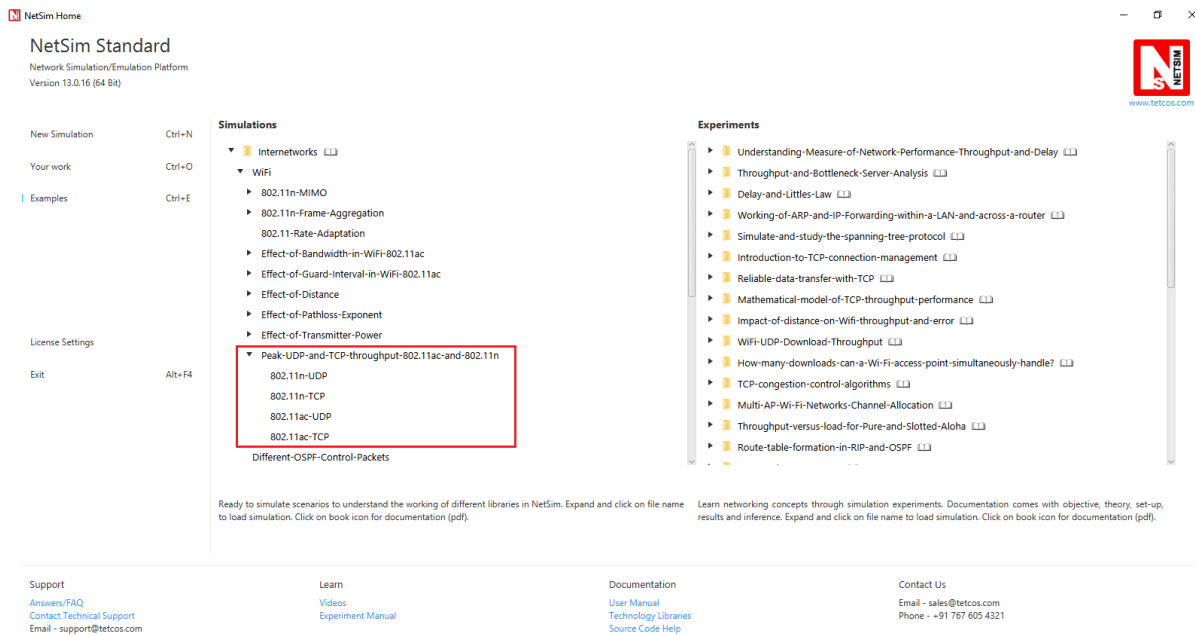 NetSim Home
NetSim Standard
Network Simulation/Emulation Platform
Version 13.0.16 (64 Bit)
NETSIM
www.tetcos.com
New Simulation Ctrl+N
Your work Ctrl+O
Examples Ctrl+E
License Settings
Exit Alt+F4
Simulations
Internetworks
WiFi
802.11n-MIMO
802.11n-Frame-Aggregation
802.11-Rate-Adaptation
Effect-of-Bandwidth-in-WiFi-802.11ac
Effect-of-Guard-Interval-in-WiFi-802.11ac
Effect-of-Distance
Effect-of-Pathloss-Exponent
Effect-of-Transmitter-Power
Peak-UDP-and-TCP-throughput-802.11ac-and-802.11n
802.11n-UDP
802.11n-TCP
802.11ac-UDP
802.11ac-TCP
Different-OSPF-Control-Packets
Ready to simulate scenarios to understand the working of different libraries in NetSim. Expand and click on file name
to load simulation. Click on book icon for documentation (pdf).
Experiments
Understanding-Measure-of-Network-Performance-Throughput-and-Delay
Throughput-and-Bottleneck-Server-Analysis
Delay-and-Littles-Law
Working-of-ARP-and-IP-Forwarding-within-a-LAN-and-across-a-router
Simulate-and-study-the-spanning-tree-protocol
Introduction-to-TCP-connection-management
Reliable-data-transfer-with-TCP
Mathematical-model-of-TCP-throughput-performance
Impact-of-distance-on-Wifi-throughput-and-error
WiFi-UDP-Download-Throughput
How-many-downloads-can-a-Wi-Fi-access-point-simultaneously-handle?
TCP-congestion-control-algorithms
Multi-AP-Wi-Fi-Networks-Channel-Allocation
Throughput-versus-load-for-Pure-and-Slotted-Aloha
Route-table-formation-in-RIP-and-OSPF
Learn networking concepts through simulation experiments. Documentation comes with objective, theory, set-up,
results and inference. Expand and click on file name to load simulation. Click on book icon for documentation (pdf).
Support
Answers/FAQ
Contact Technical Support
Email - support@tetcos.com
Learn
Videos
Experiment Manual
Documentation
User Manual
Technology Libraries
Source Code Help
Contact Us
Email - sales@tetcos.com
Phone - +91 767 605 4321